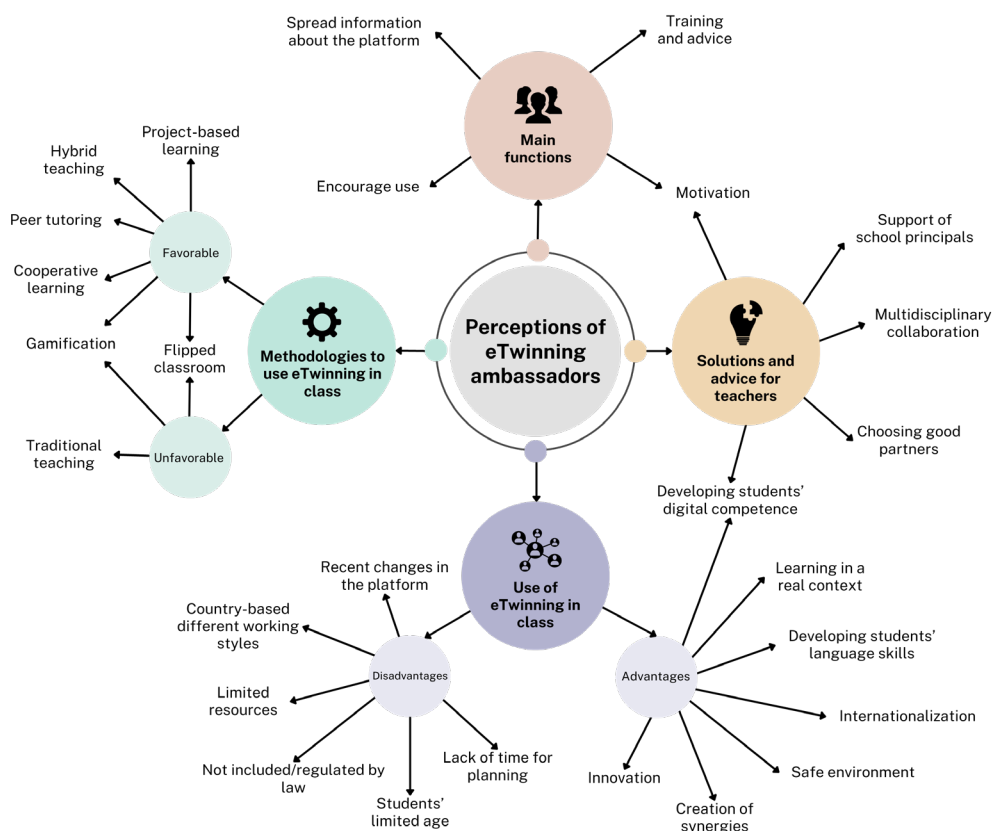 Spread information
about the platform
Training
and advice
Main
functions
Encourage use
Motivation
Project-based
learning
Hybrid
teaching
Peer tutoring
Favorable
Cooperative
learning
Gamification
Flipped
classroom
Methodologies to
use eTwinning in
class
Traditional
teaching
Unfavorable
Perceptions of
eTwinning
ambassadors
Support of
school principals
Multidisciplinary
collaboration
Solutions and
advice for
teachers
Choosing good
partners
Developing students’
digital competence
Use of
eTwinning in
class
Recent changes in
the platform
Country-based
different working
styles
Disadvantages
Limited
resources
Not included/regulated by
law
Students’
limited age
Lack of time for
planning
Advantages
Learning in a
real context
Developing students’
language skills
Internationalization
Safe environment
Innovation
Creation of
synergies